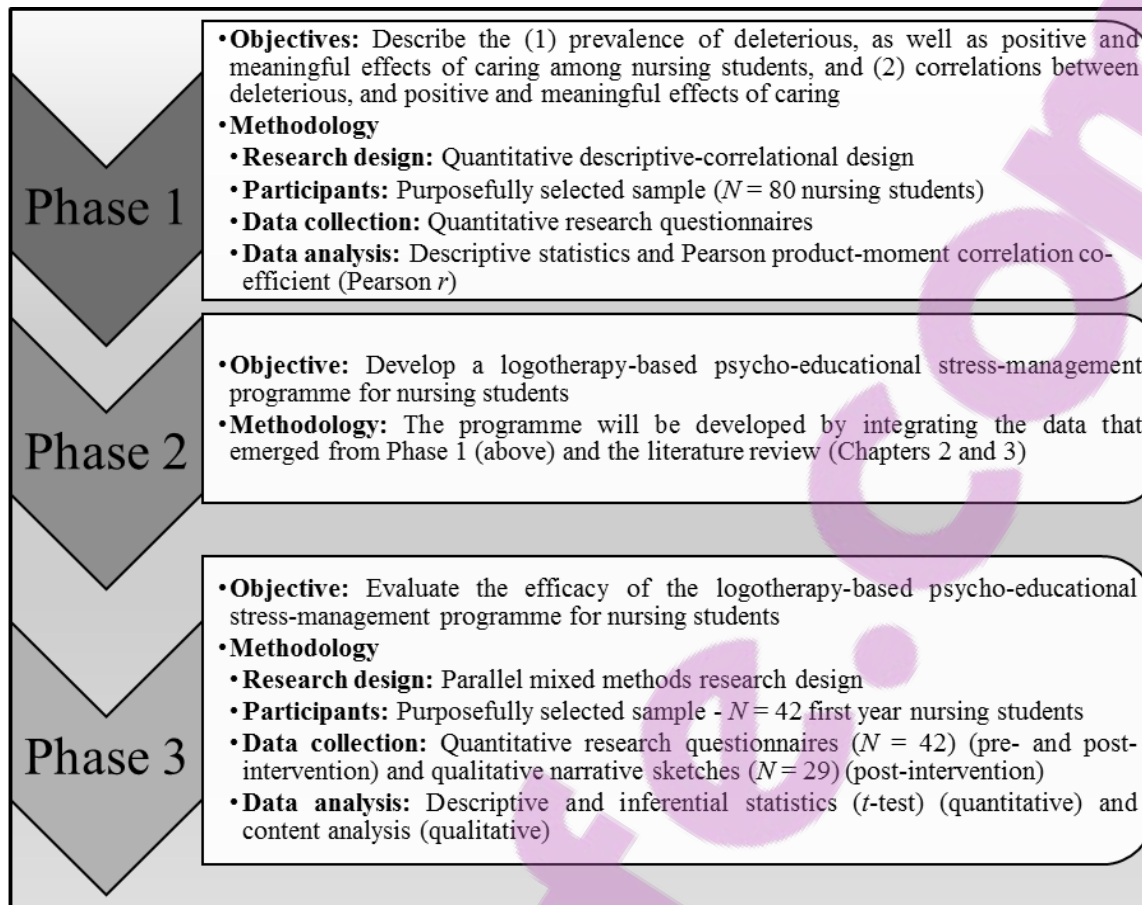 Phase 1
•Objectives: Describe the (1) prevalence of deleterious, as well as positive and
meaningful effects of caring among nursing students, and (2) correlations between
deleterious, and positive and meaningful effects of caring
•Methodology
•Research design: Quantitative descriptive-correlational design
•Participants: Purposefully selected sample (N = 80 nursing students)
•Data collection: Quantitative research questionnaires
•Data analysis: Descriptive statistics and Pearson product-moment correlation co-
efficient (Pearson r)
Phase 2
•Objective: Develop a logotherapy-based psycho-educational stress-management
programme for nursing students
•Methodology: The programme will be developed by integrating the data that
emerged from Phase 1 (above) and the literature review (Chapters 2 and 3)
Phase 3
•Objective: Evaluate the efficacy of the logotherapy-based psycho-educational
stress-management programme for nursing students
•Methodology
•Research design: Parallel mixed methods research design
•Participants: Purposefully selected sample - N = 42 first year nursing students
•Data collection: Quantitative research questionnaires (N = 42) (pre- and post-
intervention) and qualitative narrative sketches (N = 29) (post-intervention)
•Data analysis: Descriptive and inferential statistics (t-test) (quantitative) and
content analysis (qualitative)